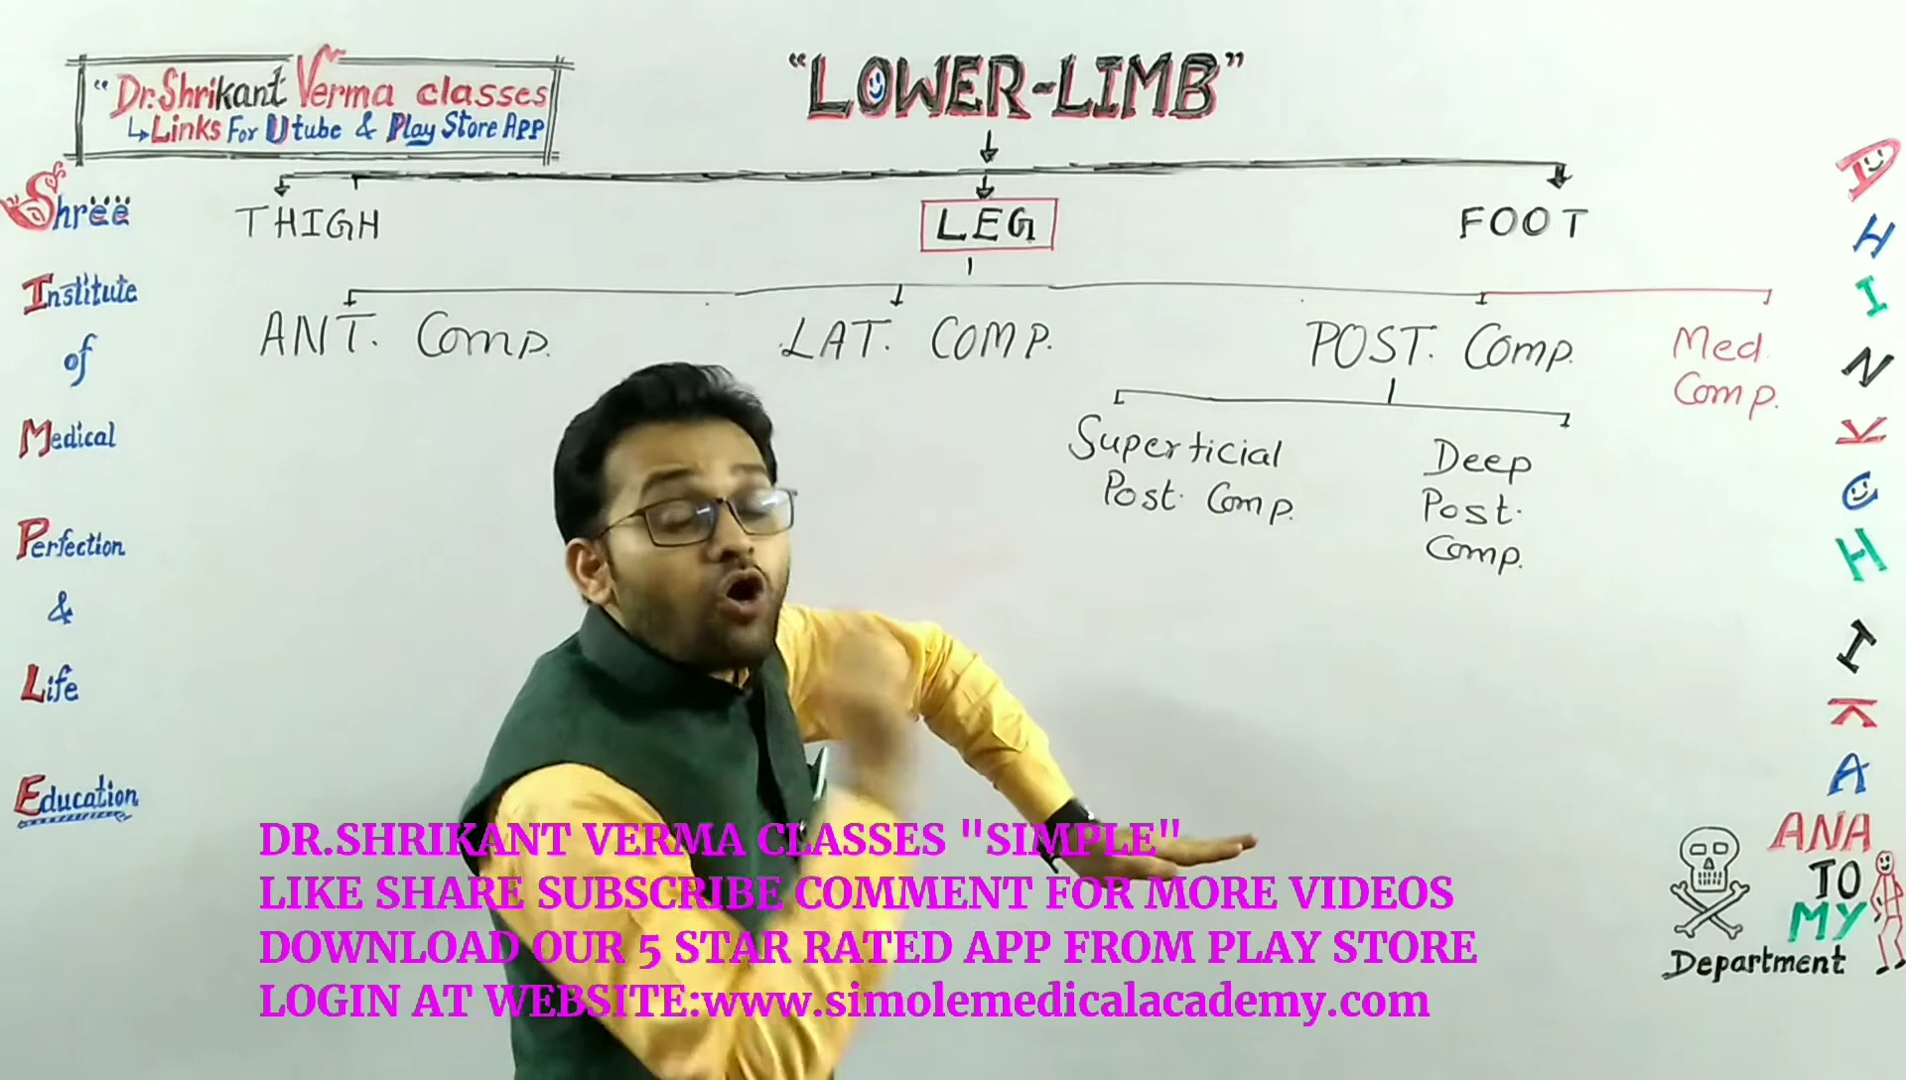 "Dr. Shrikant Verma classes
↳Links For Utube & Play Store App
"LOWER-LIMB"
Shree
Institute
of
Medical
Perfection
&
Life
Education
THIGH
LEG
FOOT
ANT. Comp.
LAT. COMP.
POST. Comp.
Med.
Comp.
Superticial
Post. Comp.
Deep
Post.
Comp.
D
H
I
N
K
C
H
I
K
A
ANA
TO
MY
Department
DR.SHRIKANT VERMA CLASSES "SIMPLE"
LIKE SHARE SUBSCRIBE COMMENT FOR MORE VIDEOS
DOWNLOAD OUR 5 STAR RATED APP FROM PLAY STORE
LOGIN AT WEBSITE:www.simolemedicalacademy.com